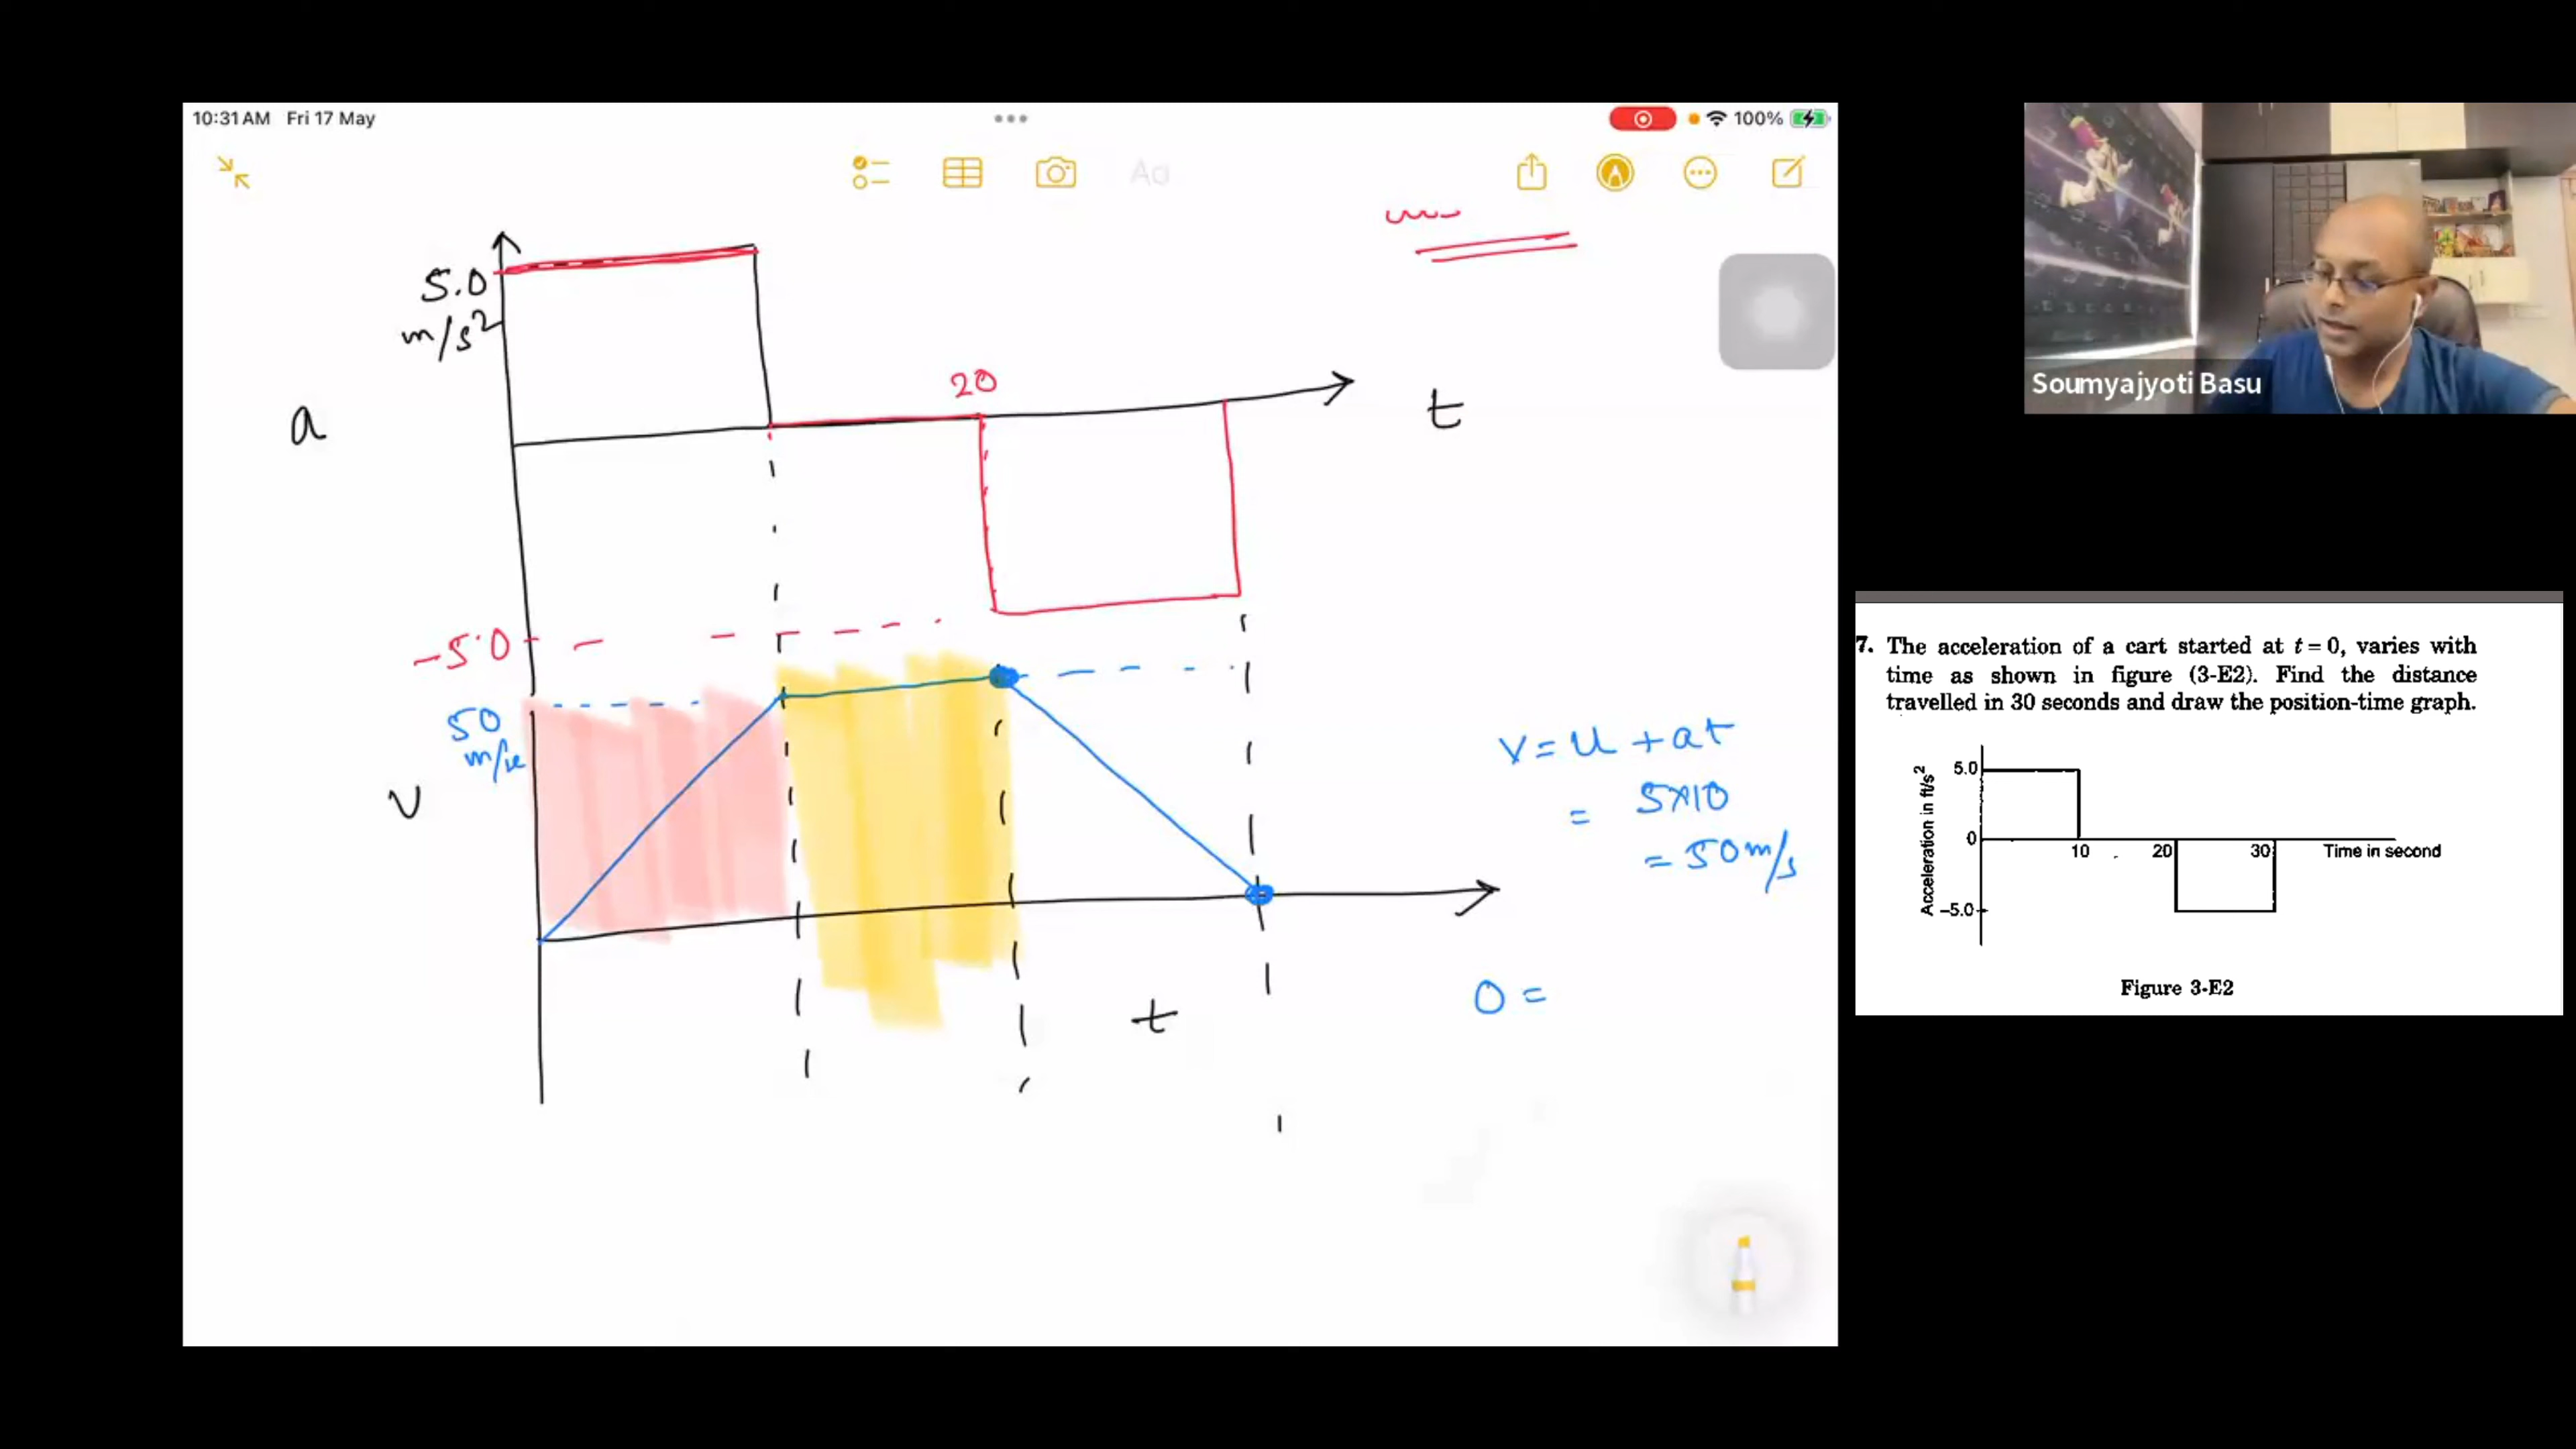 10:31 AM Fri 17 May
100%
Aa
5.0
m/s²
a
20
t
-5.0
50
v
v = u + at
= 5×10
= 50 m/s
0 =
t
Soumyajyoti Basu
7. The acceleration of a cart started at t = 0, varies with
time as shown in figure (3-E2). Find the distance
travelled in 30 seconds and draw the position-time graph.
Acceleration in ft/s²
5.0
0
-5.0
10
20
30
Time in second
Figure 3-E2